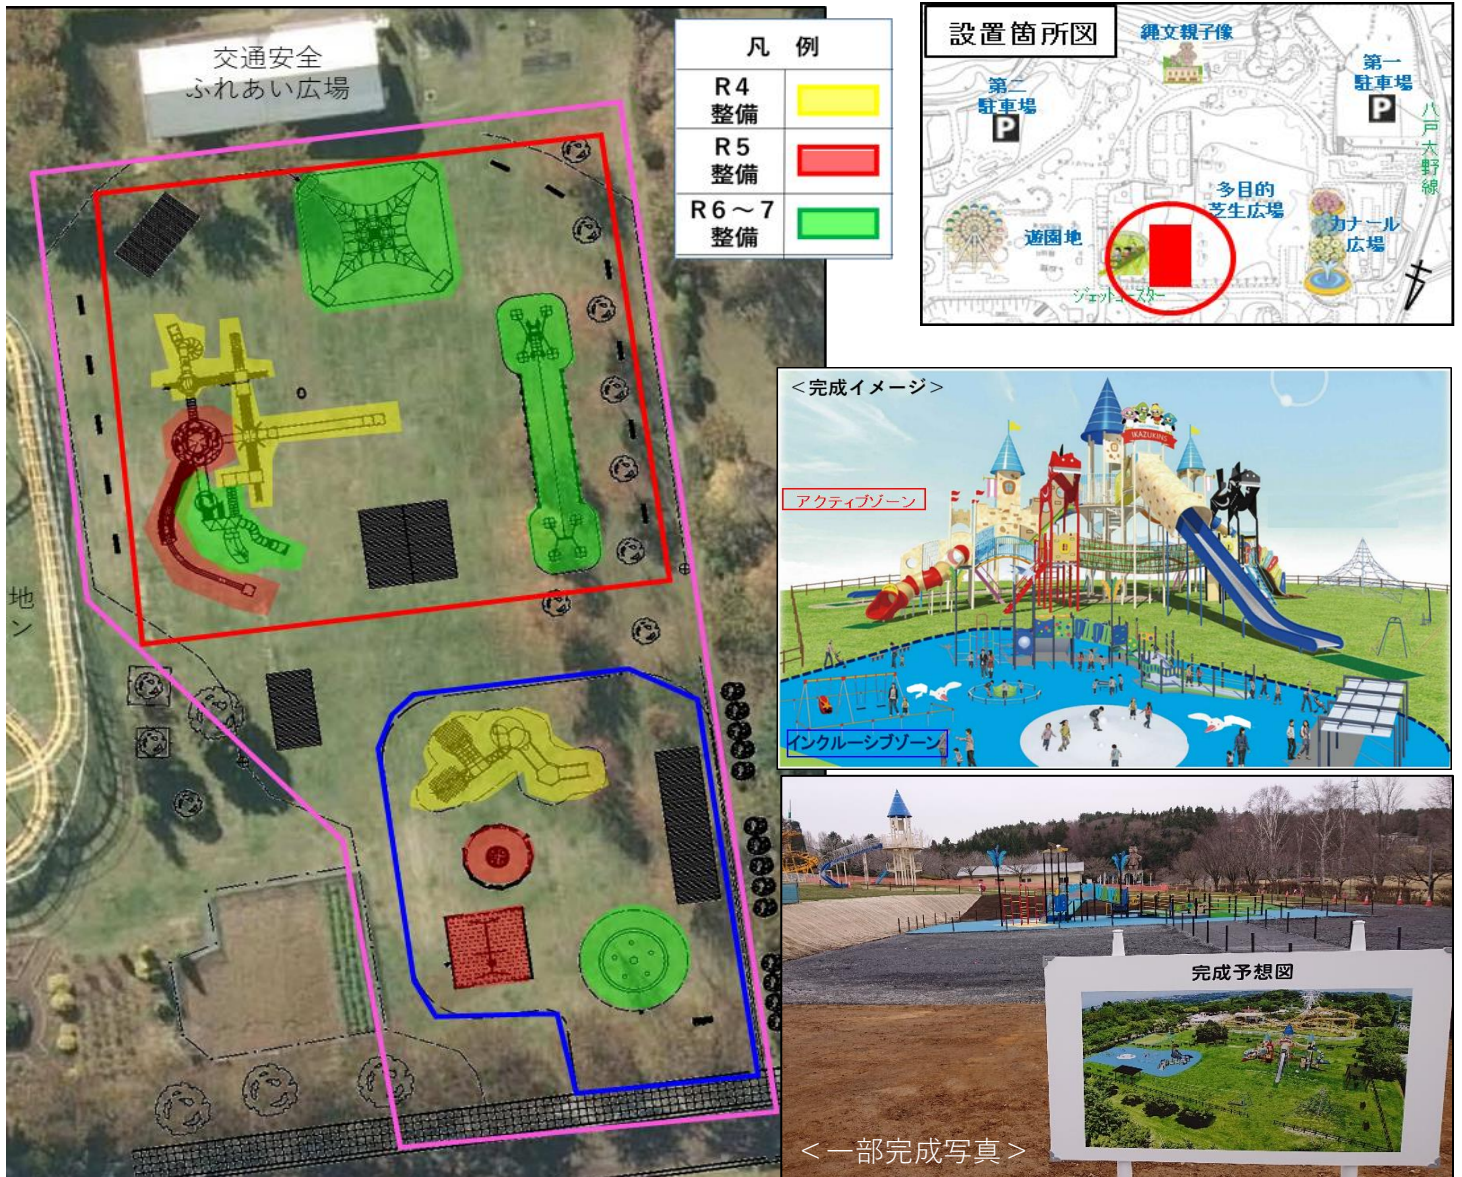 交通安全
ふれあい広場
凡 例
R4
整備
R5
整備
R6～7
整備
設置箇所図
縄文親子像
第一
駐車場
P
第二
駐車場
P
八戸六野線
多目的
芝生広場
カナール
広場
遊園地
ジェットコースター
地
ン
<完成イメージ>
IKAZUKINS
アクティブゾーン
インクルーシブゾーン
完成予想図
<一部完成写真>